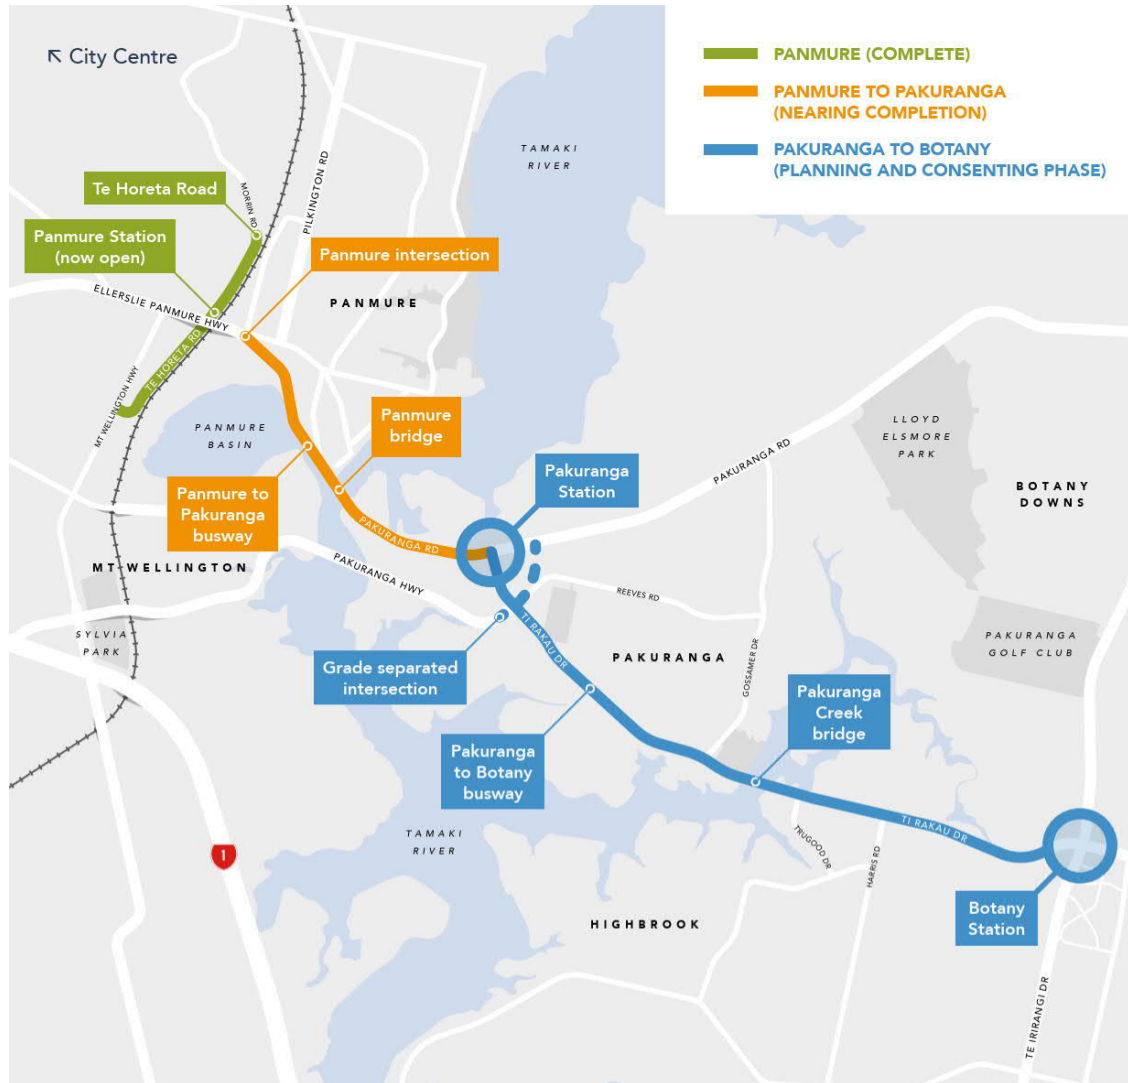 City Centre
PANMURE (COMPLETE)
PANMURE TO PAKURANGA
(NEARING COMPLETION)
PAKURANGA TO BOTANY
(PLANNING AND CONSENTING PHASE)
TAMAKI
RIVER
PILKINGTON RD
MORRIN RD
Te Horeta Road
Panmure Station
(now open)
Panmure intersection
ELLERSLIE PANMURE HWY
PANMURE
TE HORETA RD
MT WELLINGTON HWY
PANMURE
BASIN
Panmure
bridge
LLOYD
ELSMORE
PARK
PAKURANGA RD
Pakuranga
Station
BOTANY
DOWNS
Panmure to
Pakuranga
busway
PAKURANGA RD
MT WELLINGTON
PAKURANGA HWY
REEVES RD
SYLVIA
PARK
TI RAKAU DR
PAKURANGA
GOLF CLUB
Grade separated
intersection
PAKURANGA
GOSSAMER DR
Pakuranga
Creek
bridge
Pakuranga
to Botany
busway
TAMAKI
RIVER
TI RAKAU DR
TRUGOOD DR
HARRIS RD
1
Botany
Station
HIGHBROOK
TE IRIRANGI DR